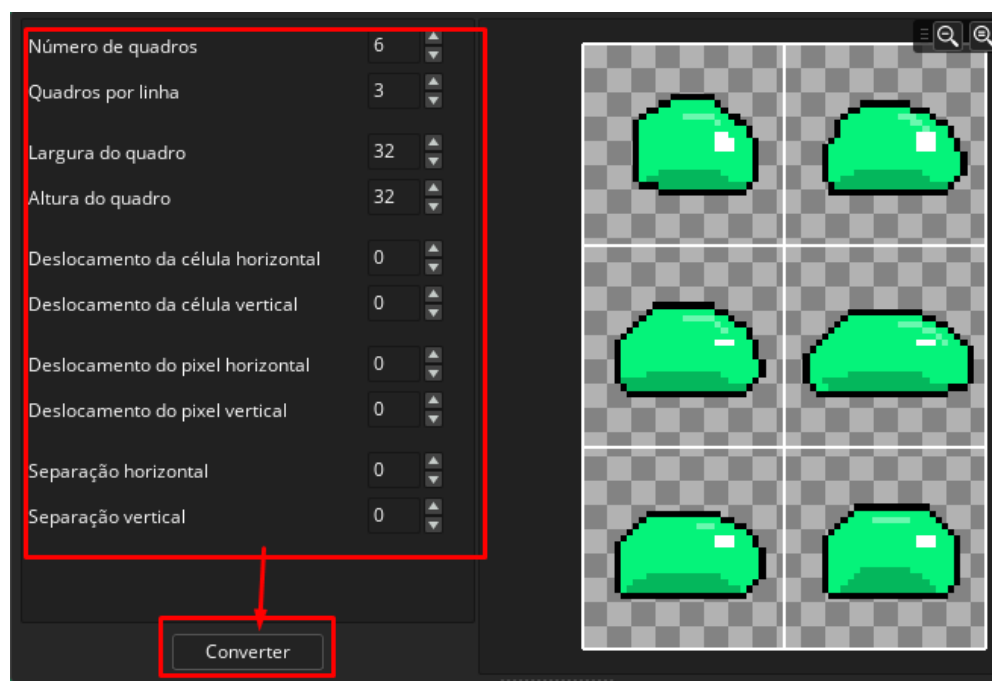 Número de quadros 6
Quadros por linha 3
Largura do quadro 32
Altura do quadro 32
Deslocamento da célula horizontal 0
Deslocamento da célula vertical 0
Deslocamento do pixel horizontal 0
Deslocamento do pixel vertical 0
Separação horizontal 0
Separação vertical 0
Converter